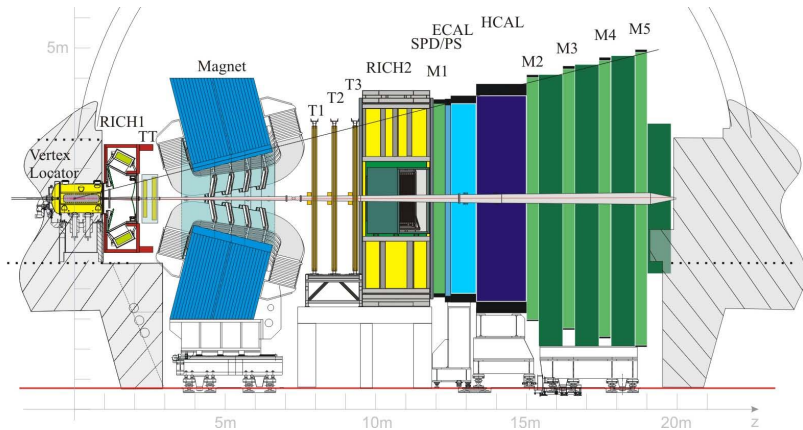 5m
Vertex
Locator
RICH1
TT
Magnet
T1
T2
T3
RICH2
M1
SPD/PS
ECAL
HCAL
M2
M3
M4
M5
5m
10m
15m
20m
z